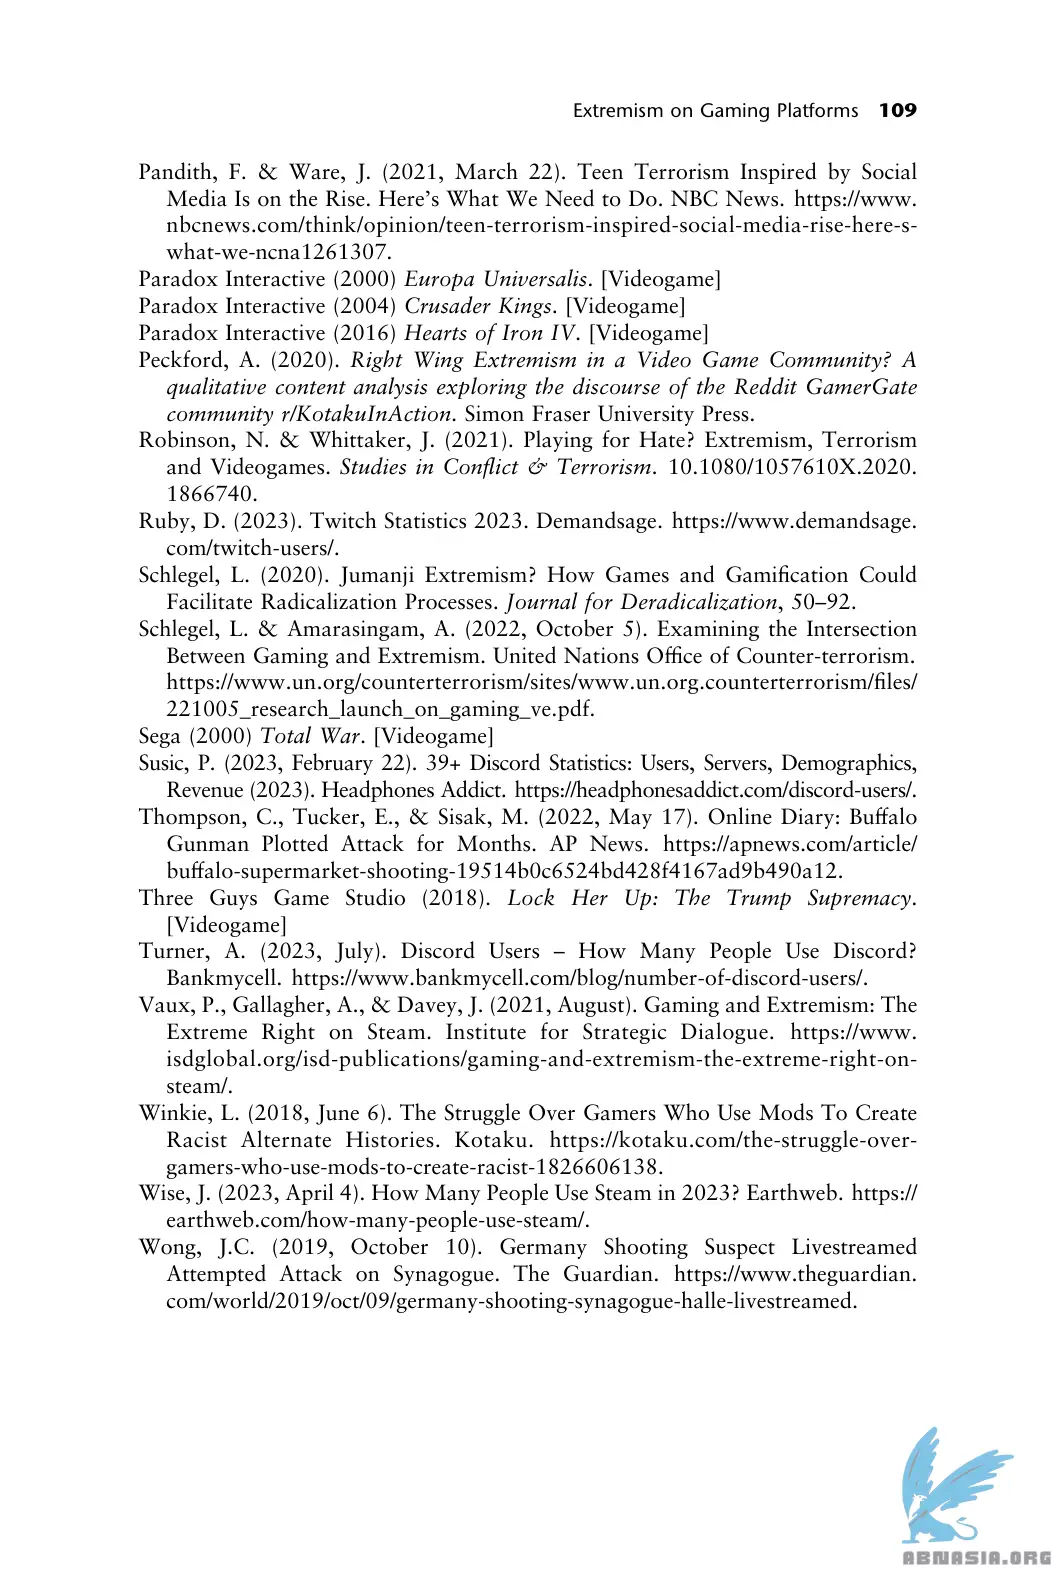 Extremism on Gaming Platforms 109
Pandith, F. & Ware, J. (2021, March 22). Teen Terrorism Inspired by Social
Media Is on the Rise. Here’s What We Need to Do. NBC News. https://www.
nbcnews.com/think/opinion/teen-terrorism-inspired-social-media-rise-here-s-
what-we-ncna1261307.
Paradox Interactive (2000) Europa Universalis. [Videogame]
Paradox Interactive (2004) Crusader Kings. [Videogame]
Paradox Interactive (2016) Hearts of Iron IV. [Videogame]
Peckford, A. (2020). Right Wing Extremism in a Video Game Community? A
qualitative content analysis exploring the discourse of the Reddit GamerGate
community r/KotakuInAction. Simon Fraser University Press.
Robinson, N. & Whittaker, J. (2021). Playing for Hate? Extremism, Terrorism
and Videogames. Studies in Conflict & Terrorism. 10.1080/1057610X.2020.
1866740.
Ruby, D. (2023). Twitch Statistics 2023. Demandsage. https://www.demandsage.
com/twitch-users/.
Schlegel, L. (2020). Jumanji Extremism? How Games and Gamification Could
Facilitate Radicalization Processes. Journal for Deradicalization, 50–92.
Schlegel, L. & Amarasingam, A. (2022, October 5). Examining the Intersection
Between Gaming and Extremism. United Nations Office of Counter-terrorism.
https://www.un.org/counterterrorism/sites/www.un.org.counterterrorism/files/
221005_research_launch_on_gaming_ve.pdf.
Sega (2000) Total War. [Videogame]
Susic, P. (2023, February 22). 39+ Discord Statistics: Users, Servers, Demographics,
Revenue (2023). Headphones Addict. https://headphonesaddict.com/discord-users/.
Thompson, C., Tucker, E., & Sisak, M. (2022, May 17). Online Diary: Buffalo
Gunman Plotted Attack for Months. AP News. https://apnews.com/article/
buffalo-supermarket-shooting-19514b0c6524bd428f4167ad9b490a12.
Three Guys Game Studio (2018). Lock Her Up: The Trump Supremacy.
[Videogame]
Turner, A. (2023, July). Discord Users – How Many People Use Discord?
Bankmycell. https://www.bankmycell.com/blog/number-of-discord-users/.
Vaux, P., Gallagher, A., & Davey, J. (2021, August). Gaming and Extremism: The
Extreme Right on Steam. Institute for Strategic Dialogue. https://www.
isdglobal.org/isd-publications/gaming-and-extremism-the-extreme-right-on-
steam/.
Winkie, L. (2018, June 6). The Struggle Over Gamers Who Use Mods To Create
Racist Alternate Histories. Kotaku. https://kotaku.com/the-struggle-over-
gamers-who-use-mods-to-create-racist-1826606138.
Wise, J. (2023, April 4). How Many People Use Steam in 2023? Earthweb. https://
earthweb.com/how-many-people-use-steam/.
Wong, J.C. (2019, October 10). Germany Shooting Suspect Livestreamed
Attempted Attack on Synagogue. The Guardian. https://www.theguardian.
com/world/2019/oct/09/germany-shooting-synagogue-halle-livestreamed.
ABNASIA.ORG